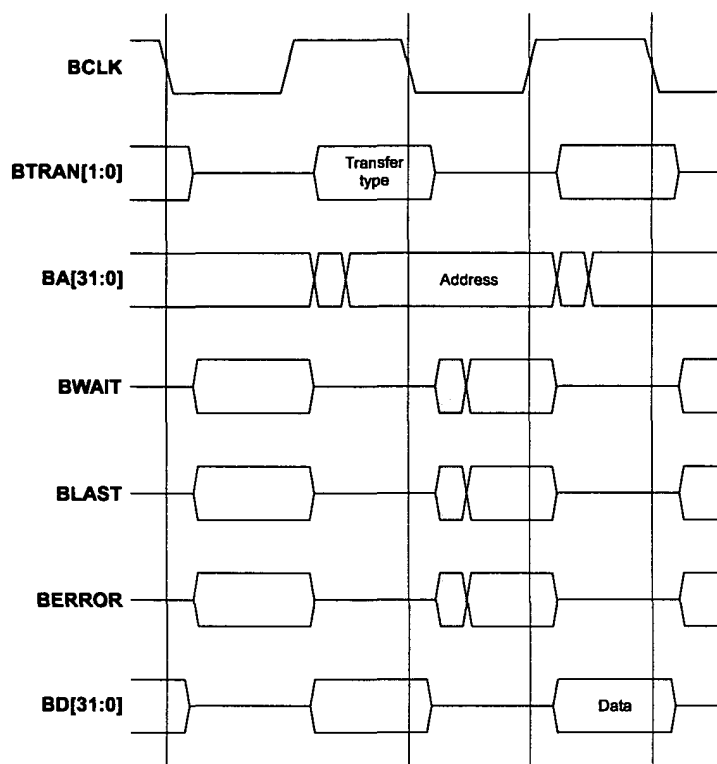 BCLK
BTRAN[1:0]
Transfer
type
BA[31:0]
Address
BWAIT
BLAST
BERROR
BD[31:0]
Data